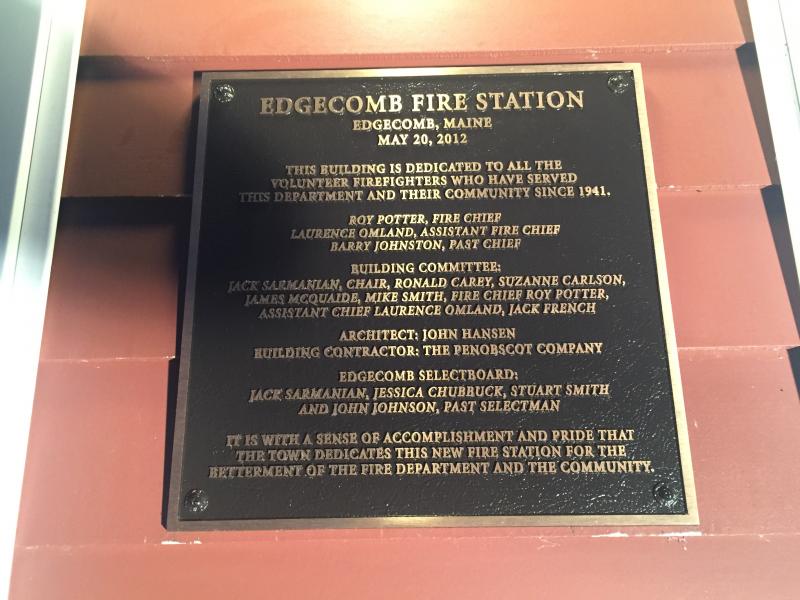 EDGECOMB FIRE STATION
EDGECOMB, MAINE
MAY 20, 2012
THIS BUILDING IS DEDICATED TO ALL THE
VOLUNTEER FIREFIGHTERS WHO HAVE SERVED
THIS DEPARTMENT AND THEIR COMMUNITY SINCE 1941.
ROY POTTER, FIRE CHIEF
LAURENCE OMLAND, ASSISTANT FIRE CHIEF
BARRY JOHNSTON, PAST CHIEF
BUILDING COMMITTEE:
JACK SARMANIAN, CHAIR, RONALD CAREY, SUZANNE CARLSON,
JAMES MCQUAIDE, MIKE SMITH, FIRE CHIEF ROY POTTER,
ASSISTANT CHIEF LAURENCE OMLAND, JACK FRENCH
ARCHITECT: JOHN HANSEN
BUILDING CONTRACTOR: THE PENOBSCOT COMPANY
EDGECOMB SELECTBOARD:
JACK SARMANIAN, JESSICA CHUBBUCK, STUART SMITH
AND JOHN JOHNSON, PAST SELECTMAN
IT IS WITH A SENSE OF ACCOMPLISHMENT AND PRIDE THAT
THE TOWN DEDICATES THIS NEW FIRE STATION FOR THE
BETTERMENT OF THE FIRE DEPARTMENT AND THE COMMUNITY.